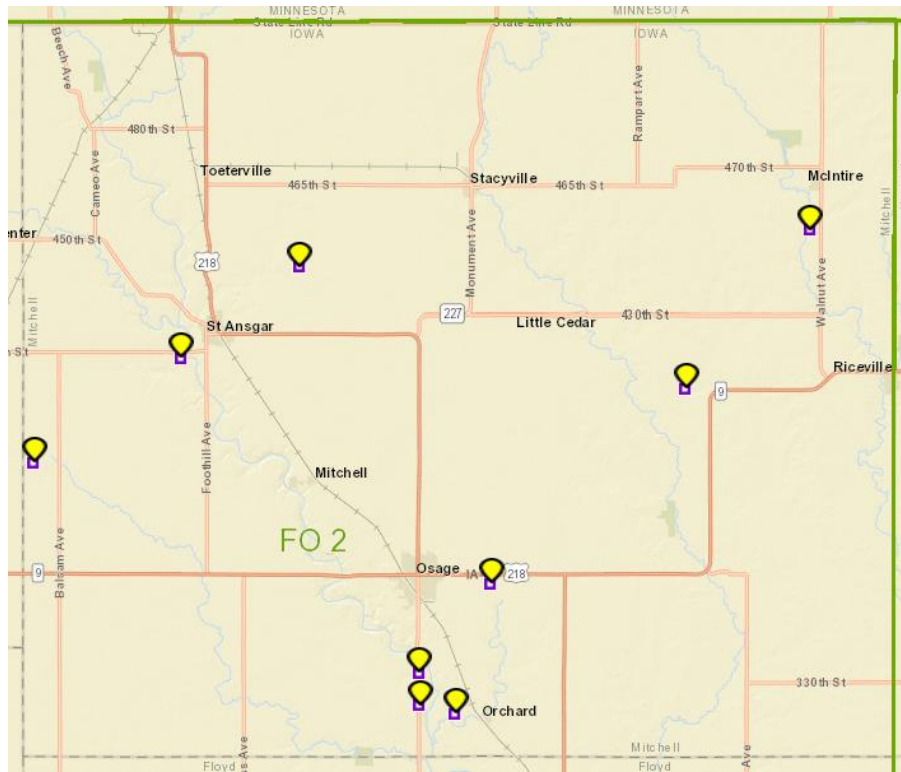 MINNESOTA
State Line Rd
IOWA
MINNESOTA
State Line Rd
IOWA
Beech Ave
480th St
Cameo Ave
Rampart Ave
Toeterville
465th St
Stacyville
465th St
470th St
McIntire
Mitchell
enter
450th St
218
Monument Ave
Walnut Ave
Mitchell
St Ansgar
227
Little Cedar
430th St
h St
Riceville
9
Foothill Ave
Mitchell
FO 2
Balsam Ave
9
Osage
IA
218
330th St
Orchard
Mitchell
Floyd
Floyd
ss Ave
Ave